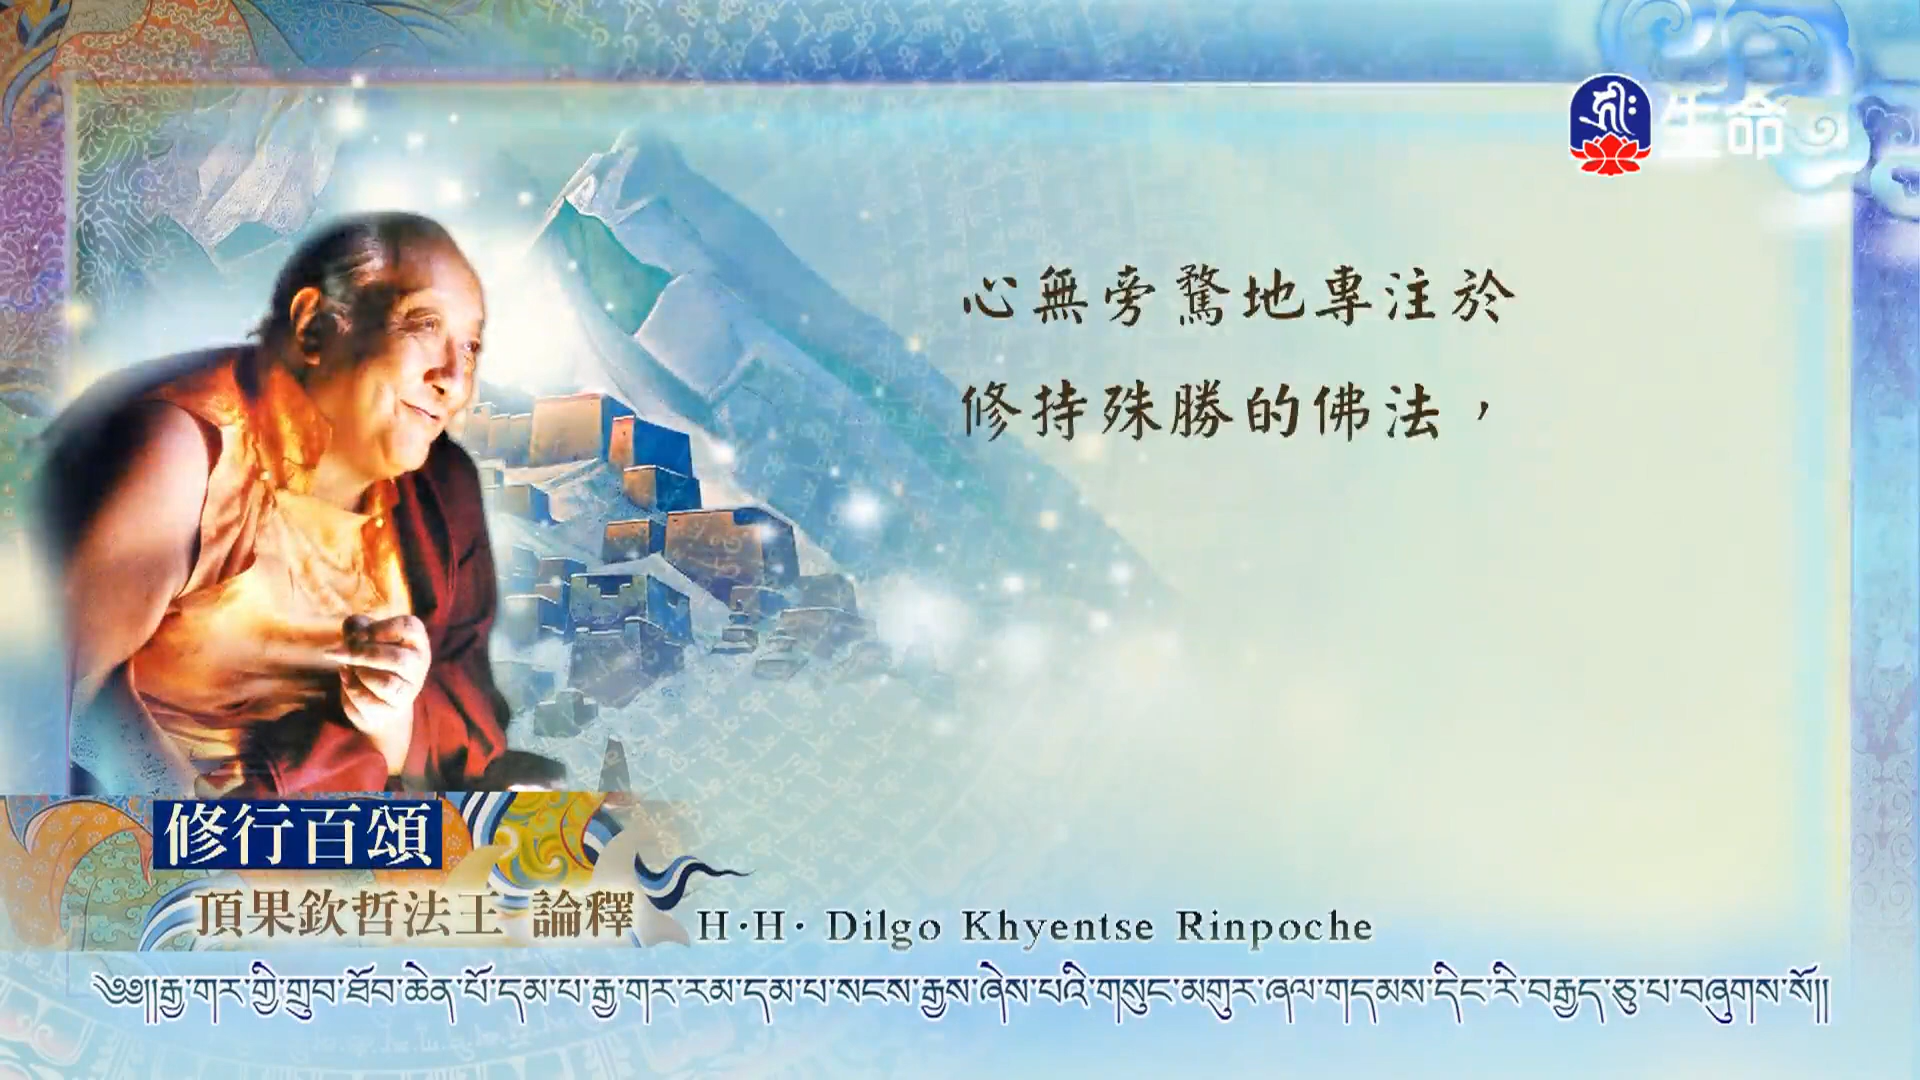 生命
心無旁騖地專注於
修持殊勝的佛法，
修行百頌
頂果欽哲法王 論釋
H·H· Dilgo Khyentse Rinpoche
༄༅།།རྒྱ་གར་གྱི་གྲུབ་ཐོབ་ཆེན་པོ་དམ་པ་རྒྱ་གར་རམ་དམ་པ་སངས་རྒྱས་ཞེས་པའི་གསུང་མགུར་ཞལ་གདམས་དིང་རི་བརྒྱད་ཅུ་པ་བཞུགས་སོ།།